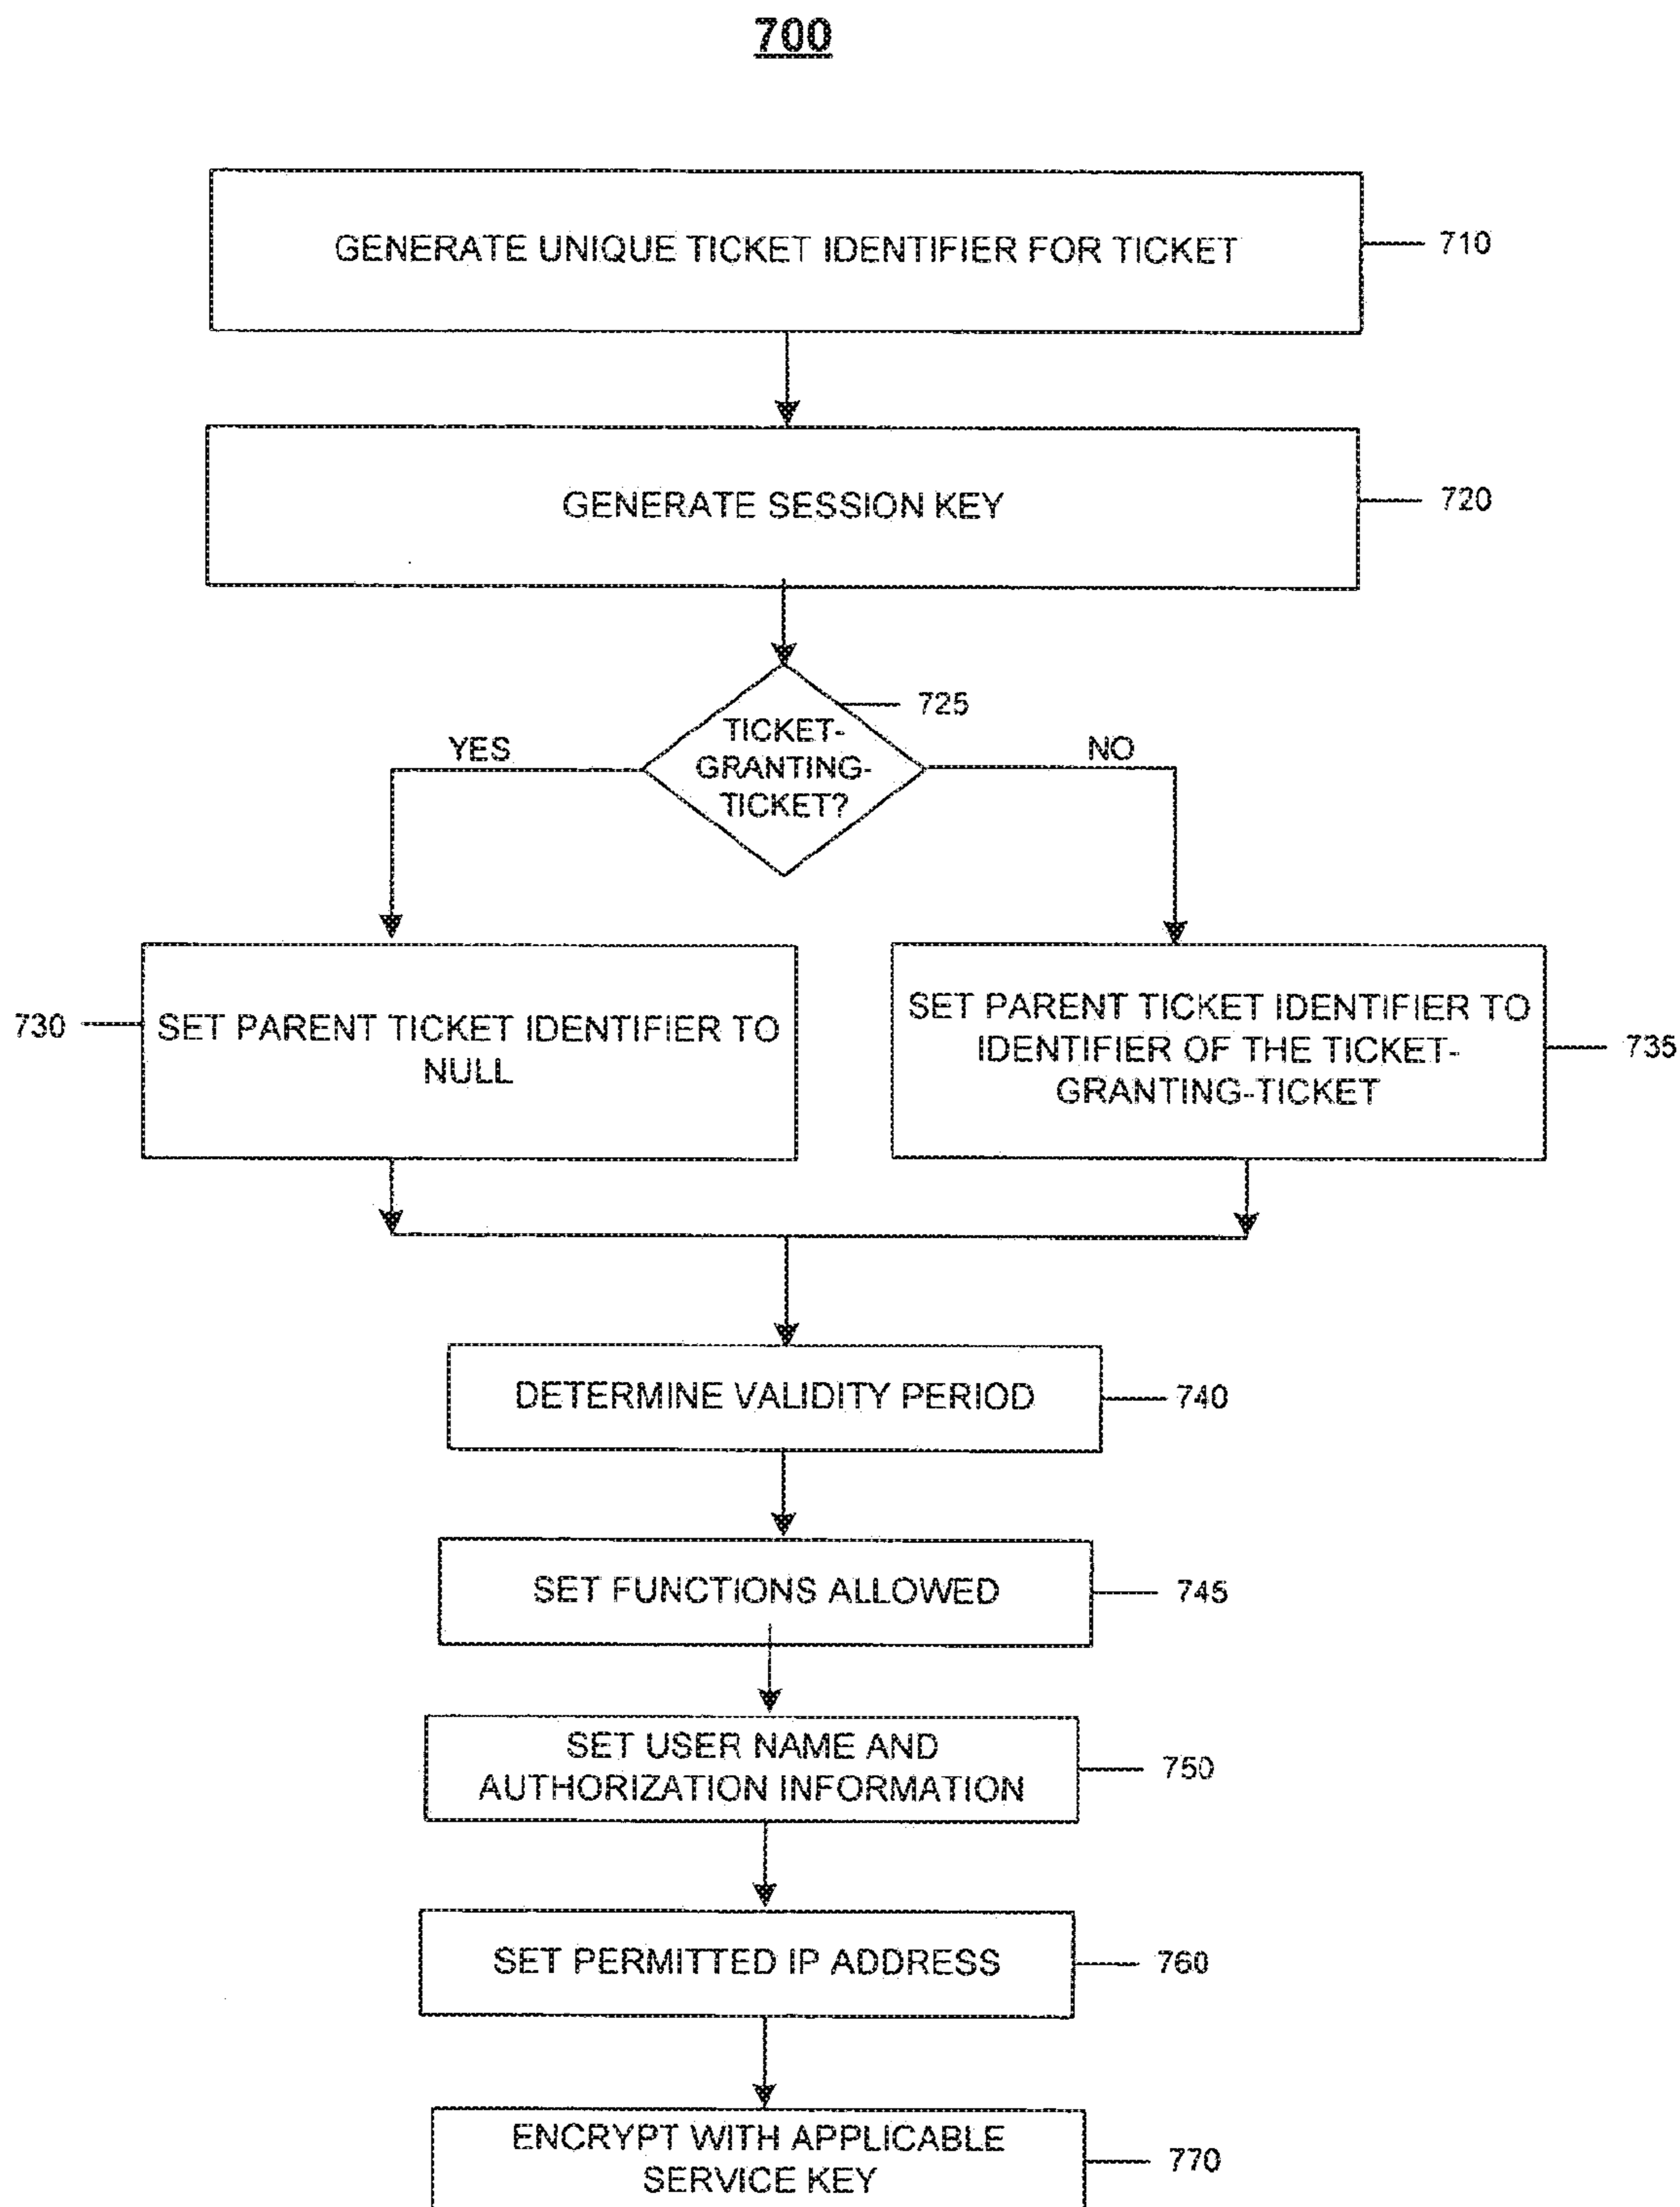 700
GENERATE UNIQUE TICKET IDENTIFIER FOR TICKET
710
GENERATE SESSION KEY
720
725
TICKET-
GRANTING-
TICKET?
YES
NO
730
SET PARENT TICKET IDENTIFIER TO
NULL
SET PARENT TICKET IDENTIFIER TO
IDENTIFIER OF THE TICKET-
GRANTING-TICKET
735
DETERMINE VALIDITY PERIOD
740
SET FUNCTIONS ALLOWED
745
SET USER NAME AND
AUTHORIZATION INFORMATION
750
SET PERMITTED IP ADDRESS
760
ENCRYPT WITH APPLICABLE
SERVICE KEY
770